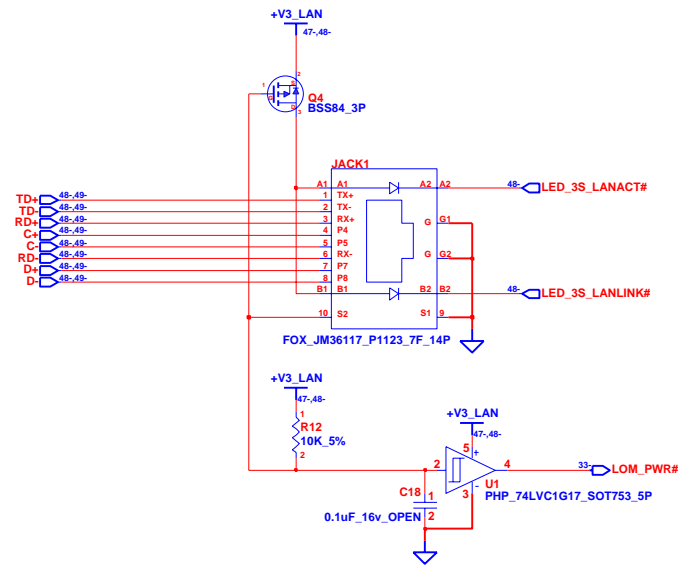 +V3_LAN
47-,48-
2
1
S
G
D
Q4
BSS84_3P
3
JACK1
A1 A1 A2 A2 48- LED_3S_LANACT#
TD+ 48-,49- 1 TX+
TD- 48-,49- 2 TX-
RD+ 48-,49- 3 RX+ G G1
C+ 48-,49- 4 P4
C- 48-,49- 5 P5
RD- 48-,49- 6 RX- G G2
D+ 48-,49- 7 P7
D- 48-,49- 8 P8
B1 B1 B2 B2 48- LED_3S_LANLINK#
10 S2 S1 9
FOX_JM36117_P1123_7F_14P
+V3_LAN
47-,48-
1
R12
10K_5%
2
+V3_LAN
47-,48-
5 +
2 4 33- LOM_PWR#
3 -
U1
PHP_74LVC1G17_SOT753_5P
C18 1
2
0.1uF_16v_OPEN